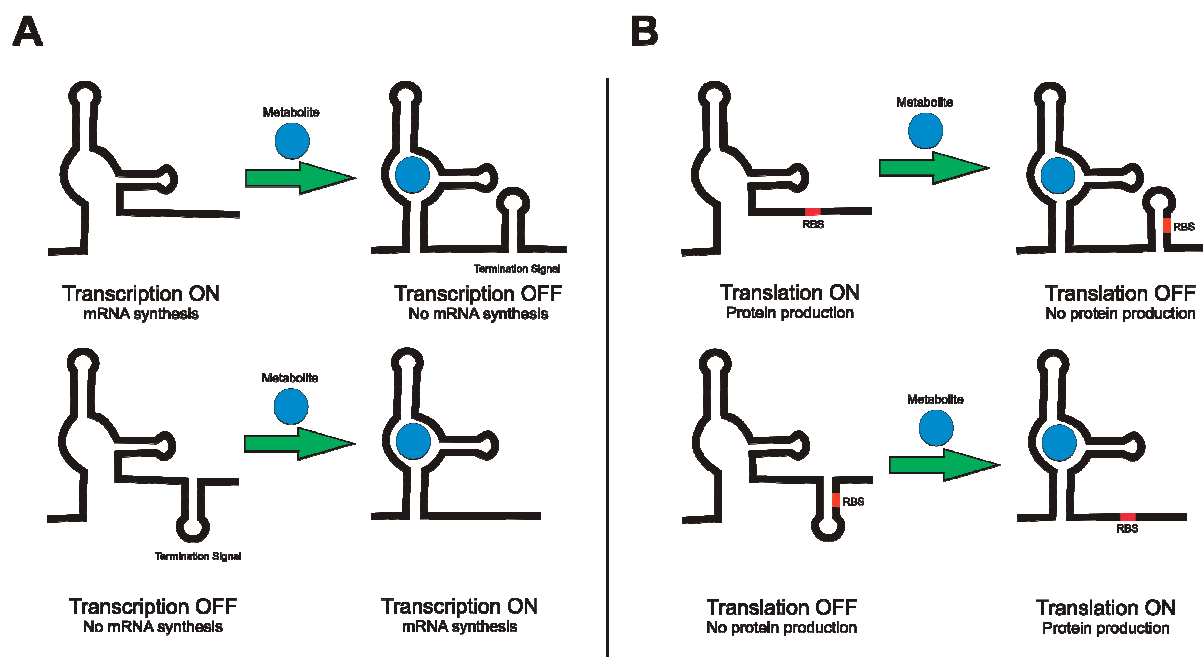 A
Metabolite
Termination Signal
Transcription ON
mRNA synthesis
Transcription OFF
No mRNA synthesis
Metabolite
Termination Signal
Transcription OFF
No mRNA synthesis
Transcription ON
mRNA synthesis
B
Metabolite
RBS
RBS
Translation ON
Protein production
Translation OFF
No protein production
Metabolite
RBS
RBS
Translation OFF
No protein production
Translation ON
Protein production